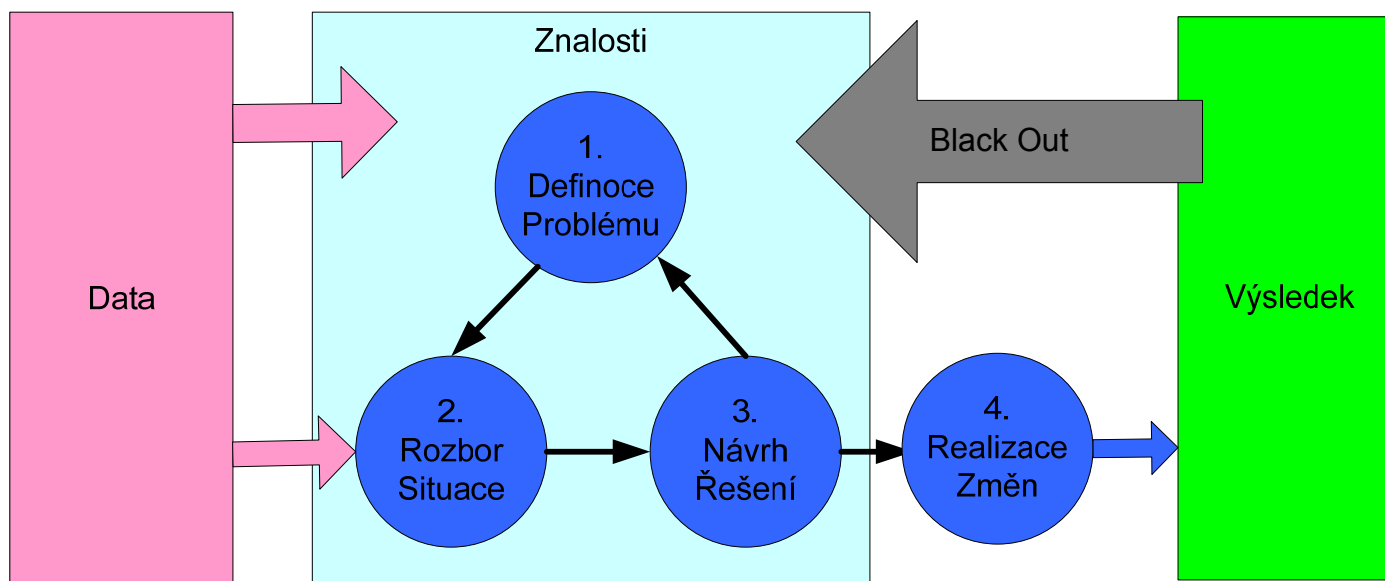 Data
Znalosti
1.
Definoce
Problému
2.
Rozbor
Situace
3.
Návrh
Řešení
4.
Realizace
Změn
Black Out
Výsledek